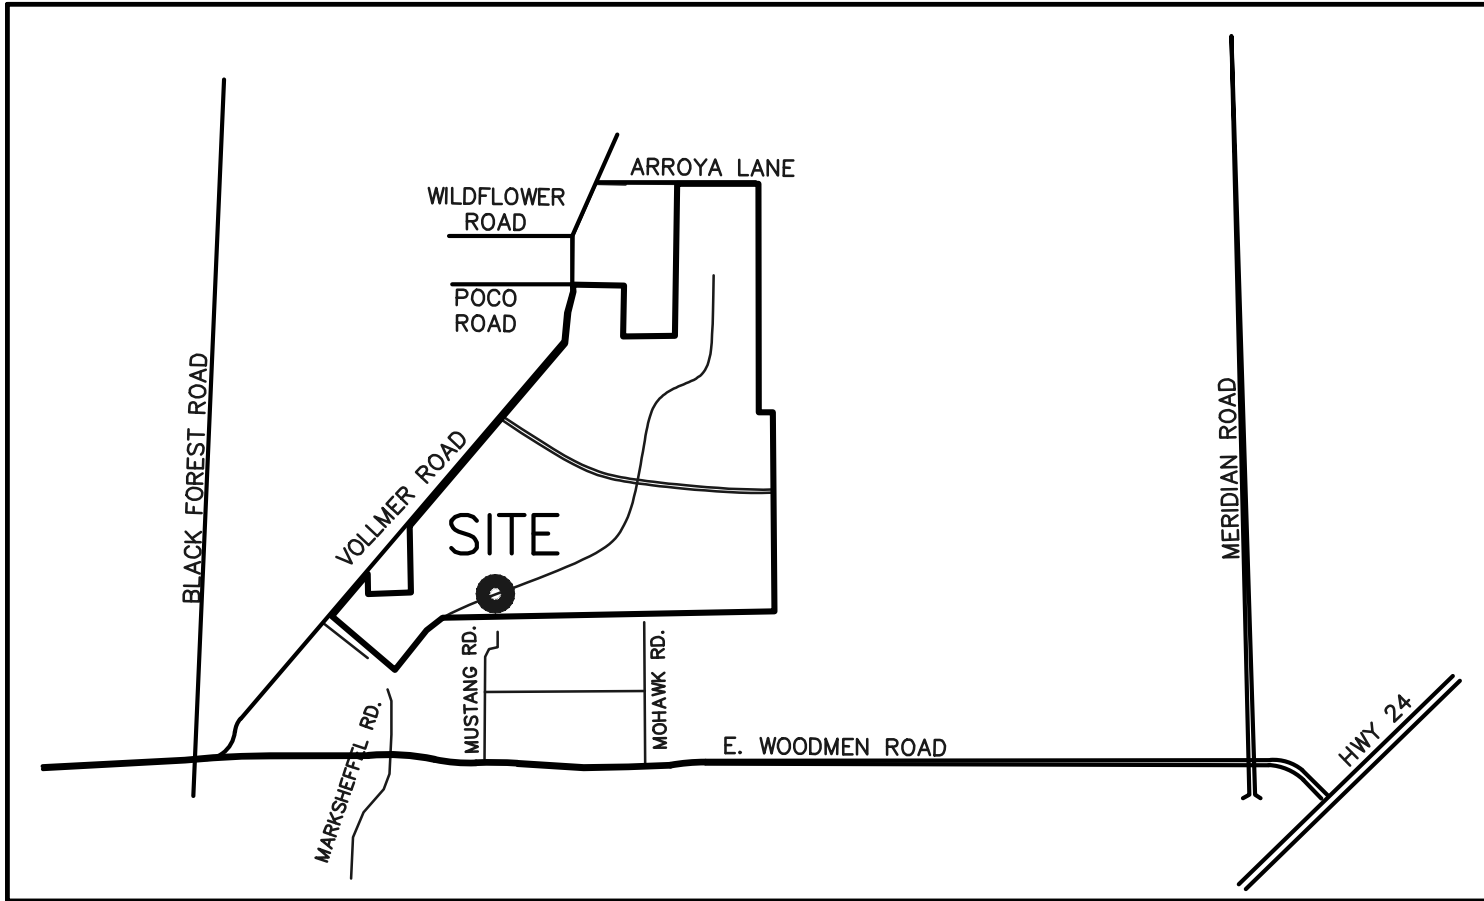 ARROYA LANE
WILDFLOWER
ROAD
POCO
ROAD
BLACK FOREST ROAD
VOLLMER ROAD
MERIDIAN ROAD
SITE
MUSTANG RD.
MOHAWK RD.
MARKSHEFFEL RD.
E. WOODMEN ROAD
HWY 24